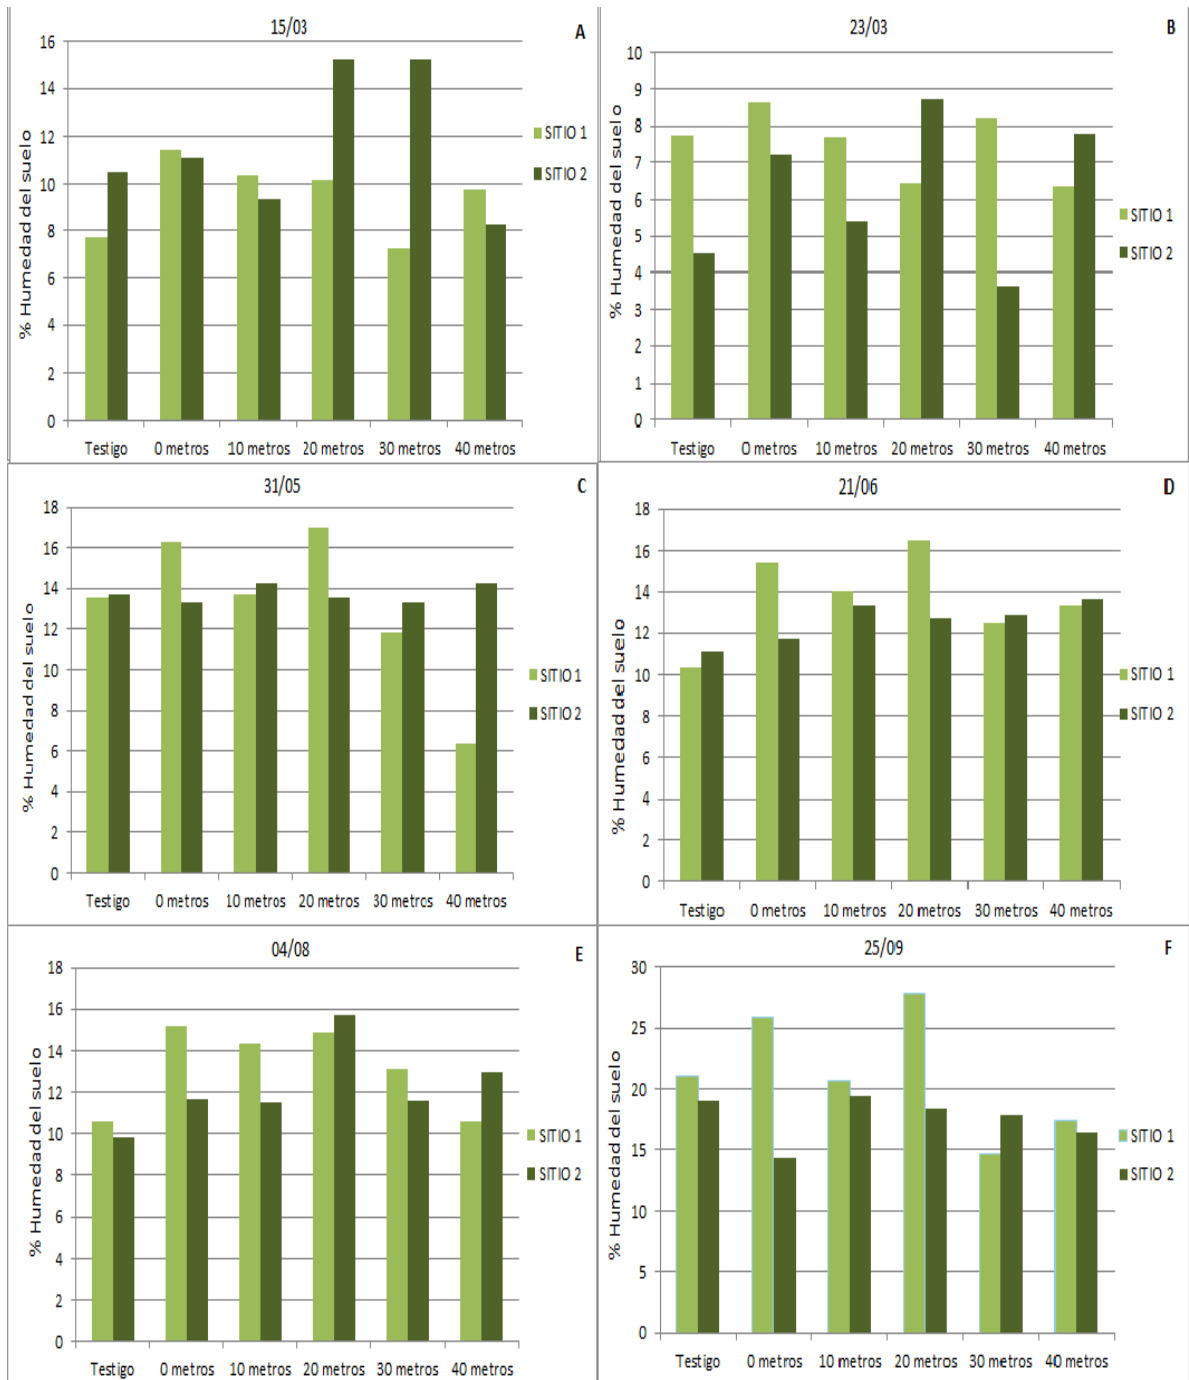 15/03
A
16
14
12
10
8
6
4
2
0
% Humedad del suelo
Testigo
0 metros
10 metros
20 metros
30 metros
40 metros
SITIO 1
SITIO 2
23/03
B
10
9
8
7
6
5
4
3
2
1
0
% Humedad del suelo
Testigo
0 metros
10 metros
20 metros
30 metros
40 metros
SITIO 1
SITIO 2
31/05
C
18
16
14
12
10
8
6
4
2
0
% Humedad del suelo
Testigo
0 metros
10 metros
20 metros
30 metros
40 metros
SITIO 1
SITIO 2
21/06
D
18
16
14
12
10
8
6
4
2
0
% Humedad del suelo
Testigo
0 metros
10 metros
20 metros
30 metros
40 metros
SITIO 1
SITIO 2
04/08
E
18
16
14
12
10
8
6
4
2
0
% Humedad del suelo
Testigo
0 metros
10 metros
20 metros
30 metros
40 metros
SITIO 1
SITIO 2
25/09
F
30
25
20
15
10
5
0
% Humedad del suelo
Testigo
0 metros
10 metros
20 metros
30 metros
40 metros
SITIO 1
SITIO 2